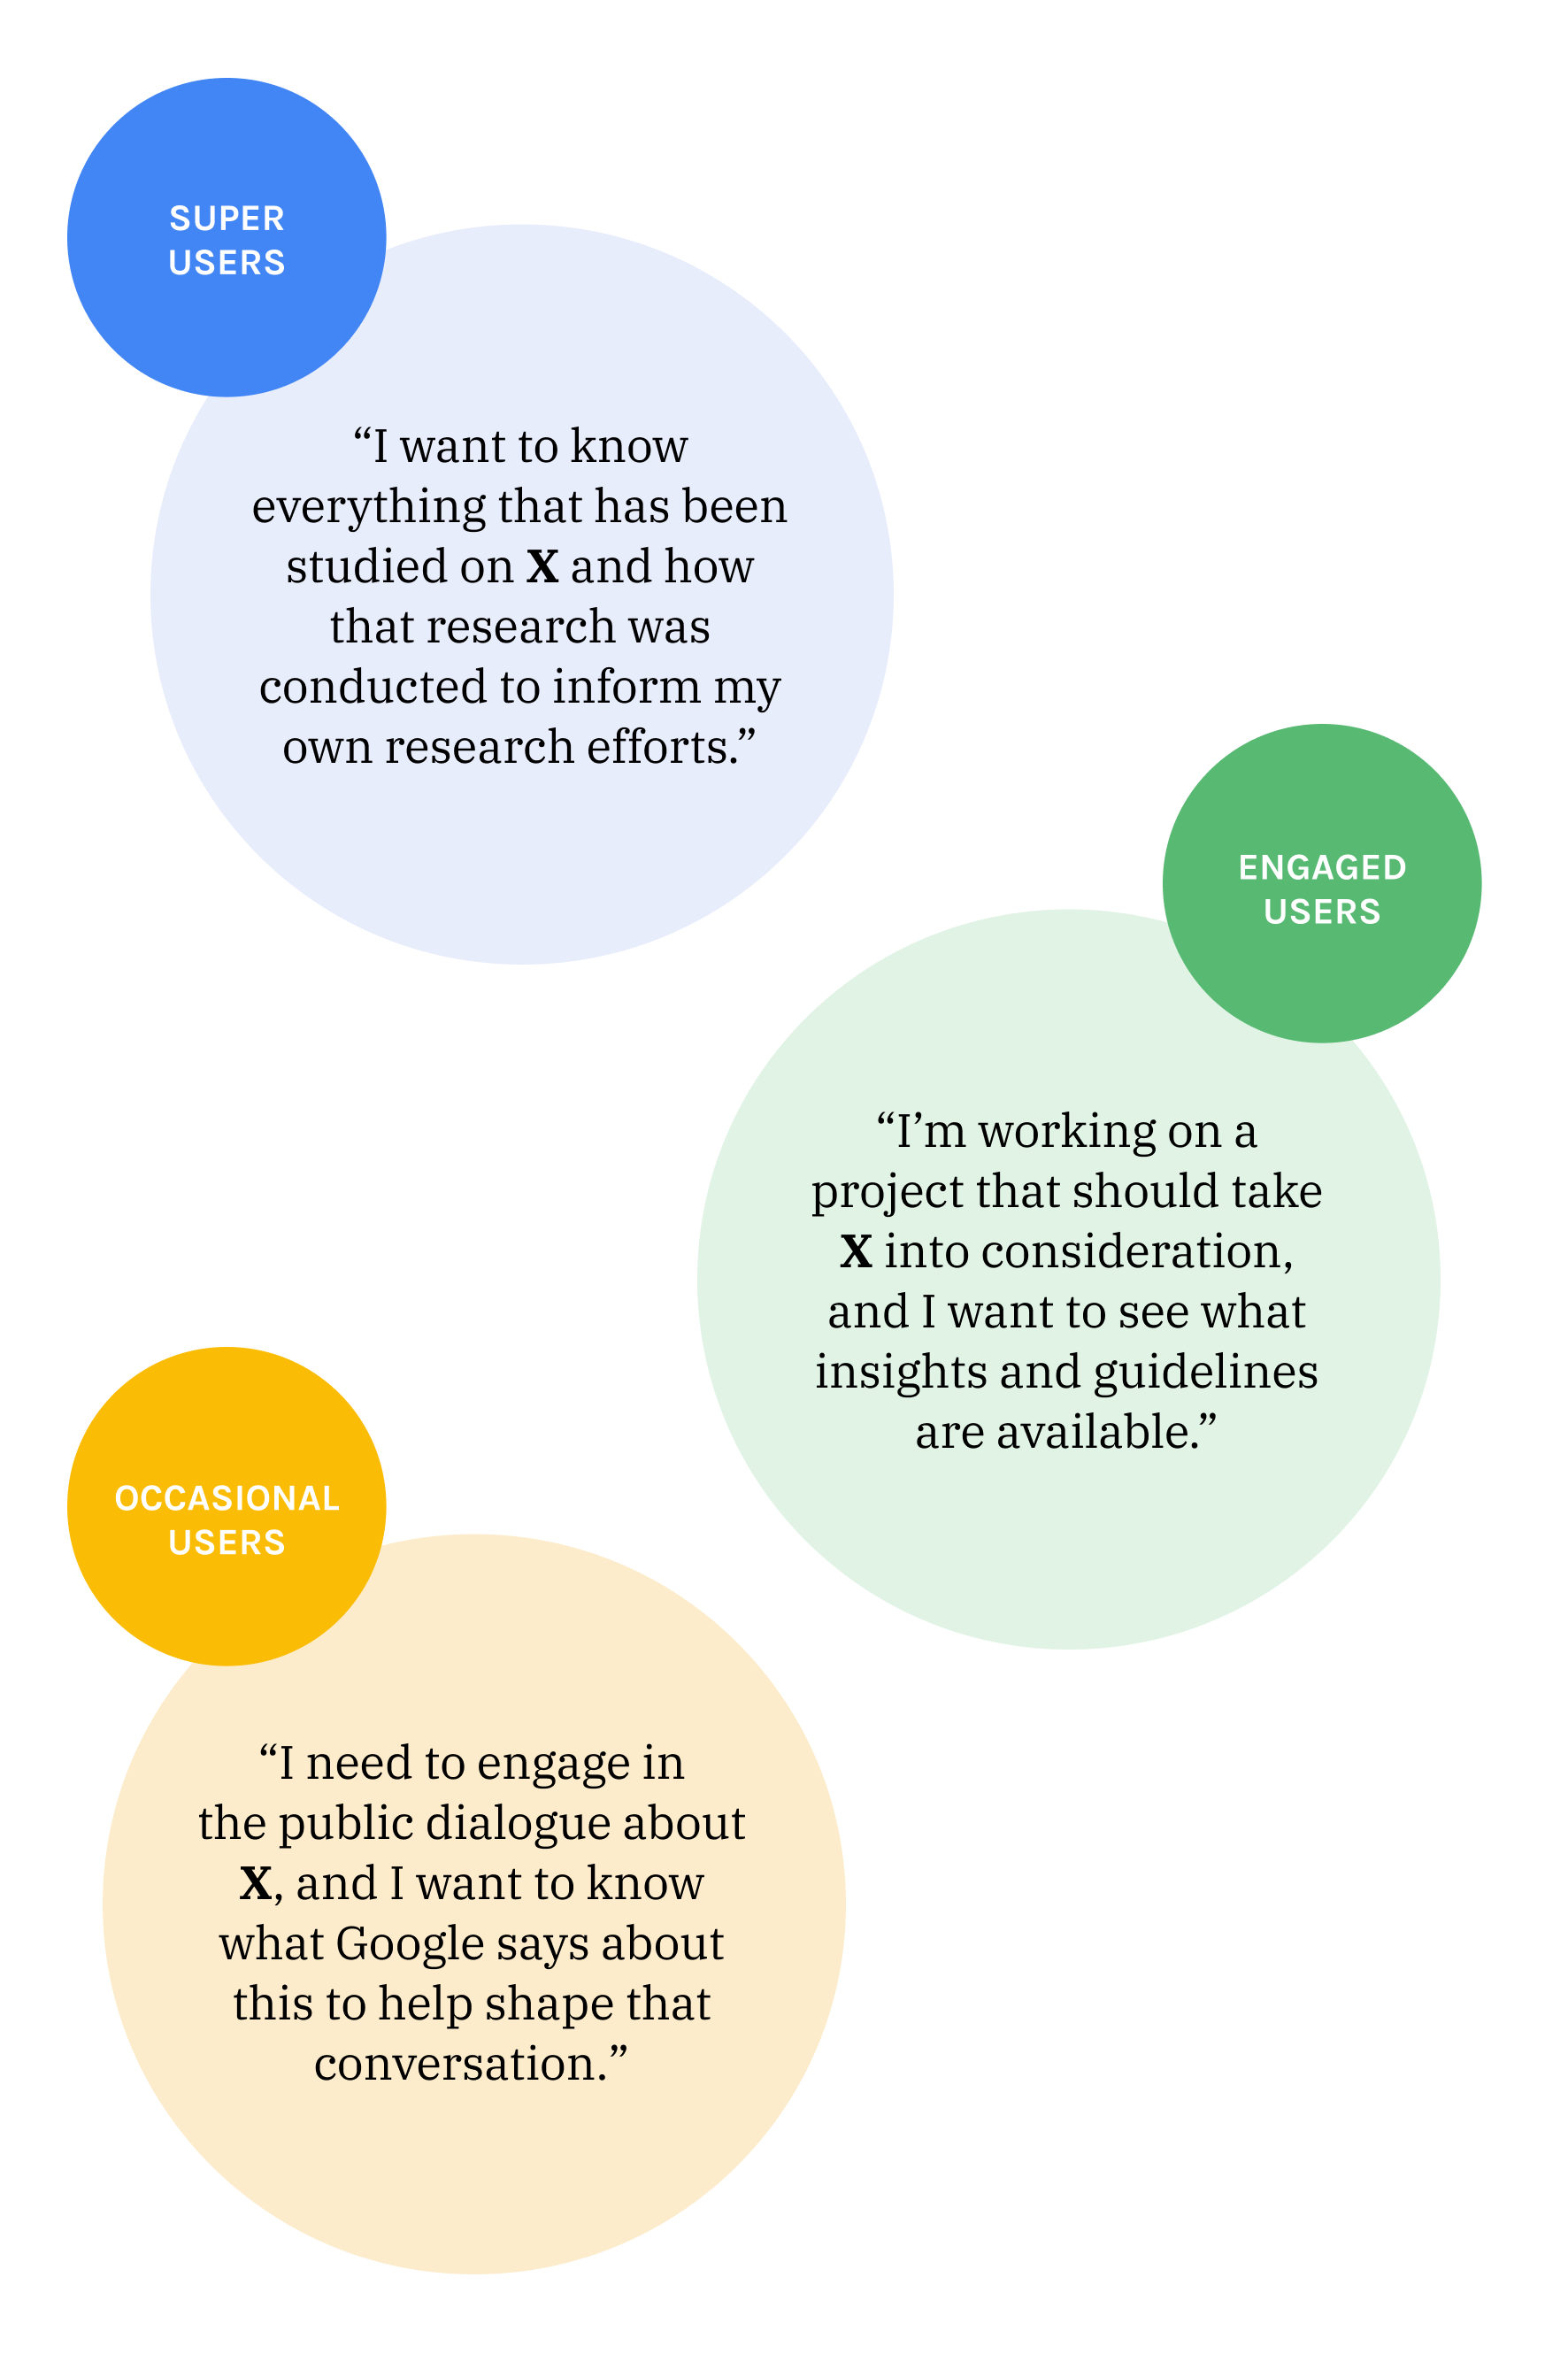 SUPER
USERS
“I want to know
everything that has been
studied on X and how
that research was
conducted to inform my
own research efforts.”
ENGAGED
USERS
“I’m working on a
project that should take
X into consideration,
and I want to see what
insights and guidelines
are available.”
OCCASIONAL
USERS
“I need to engage in
the public dialogue about
X, and I want to know
what Google says about
this to help shape that
conversation.”